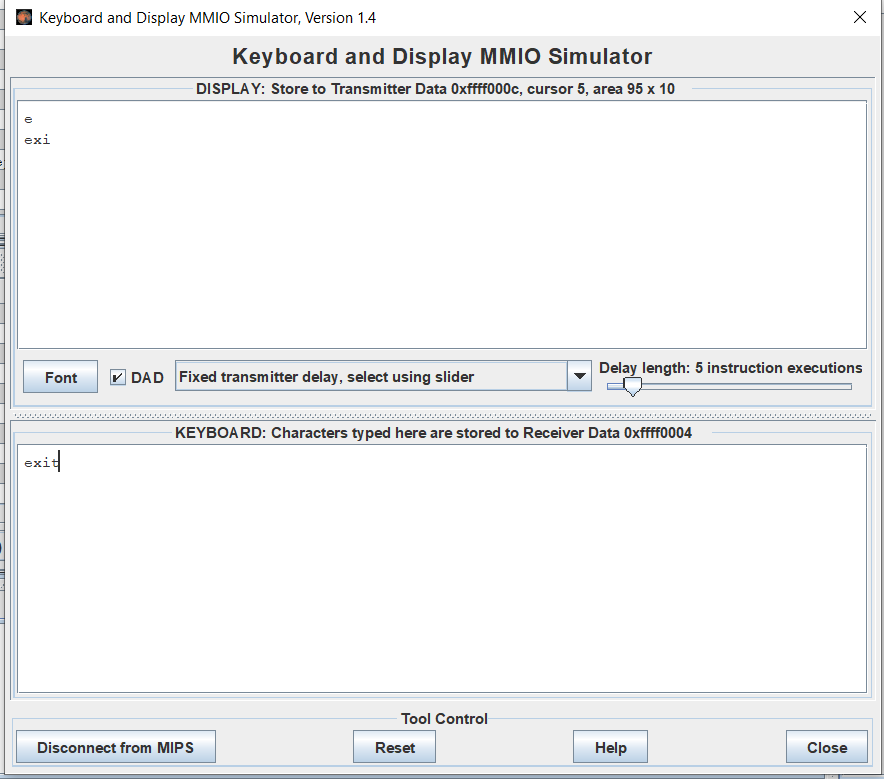 Keyboard and Display MMIO Simulator, Version 1.4
Keyboard and Display MMIO Simulator
DISPLAY: Store to Transmitter Data 0xffff000c, cursor 5, area 95 x 10
e
exi
Font
DAD
Fixed transmitter delay, select using slider
Delay length: 5 instruction executions
KEYBOARD: Characters typed here are stored to Receiver Data 0xffff0004
exit
Tool Control
Disconnect from MIPS
Reset
Help
Close